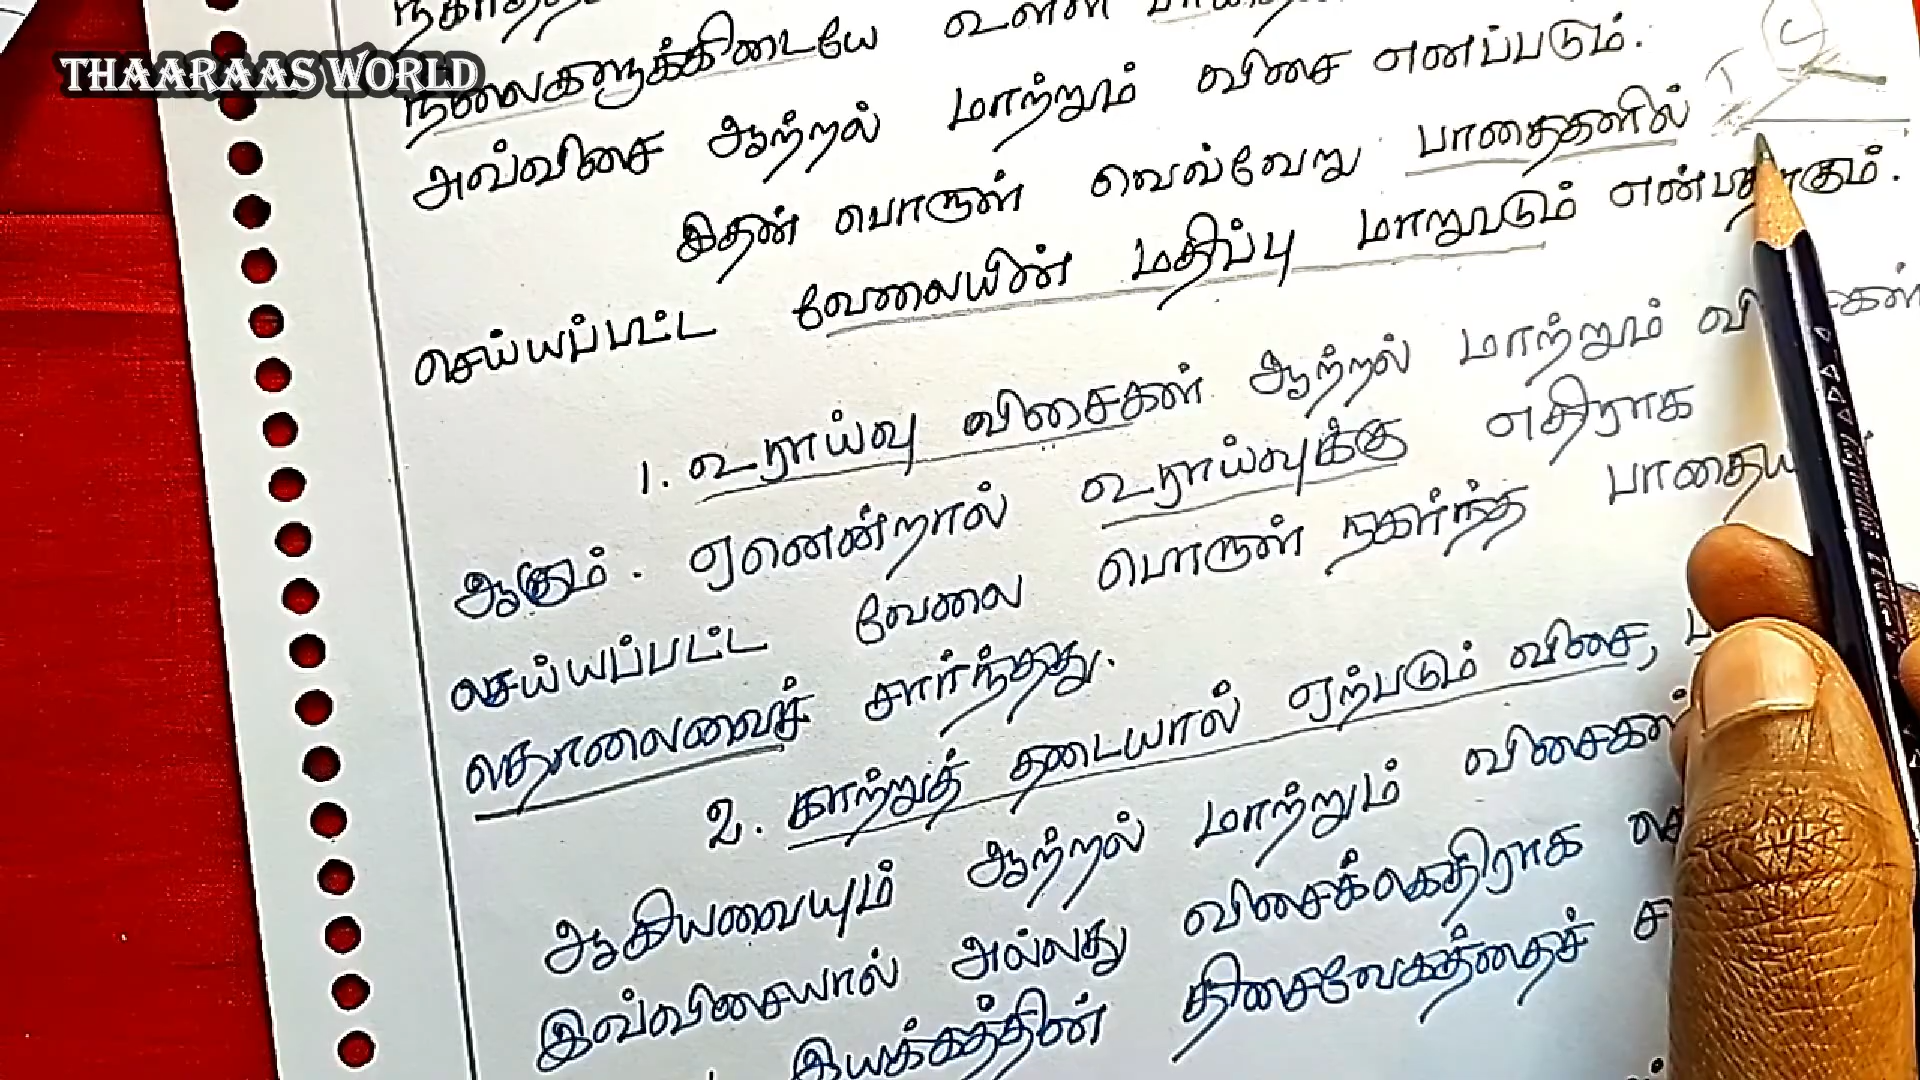 THAARAAS WORLD
நிலைகளுக்கிடையே உள்ள
அவ்விசை ஆற்றல் மாற்றும் விசை எனப்படும்.
இதன் பொருள் வெவ்வேறு பாதைகளில்
செய்யப்பட்ட வேலையின் மதிப்பு மாறுபடும் என்பதாகும்.
1. உராய்வு விசைகள் ஆற்றல் மாற்றும்
ஆகும். ஏனென்றால் உராய்வுக்கு எதிராக
செய்யப்பட்ட வேலை பொருள் நகர்ந்த
தொலைவைச் சார்ந்தது.
2. காற்றுத் தடையால் ஏற்படும் விசை,
ஆகியவையும் ஆற்றல் மாற்றும்
இவ்விசையால் அல்லது விசைக்கெதிராக
இயக்கத்தின் திசைவேகத்தைச்